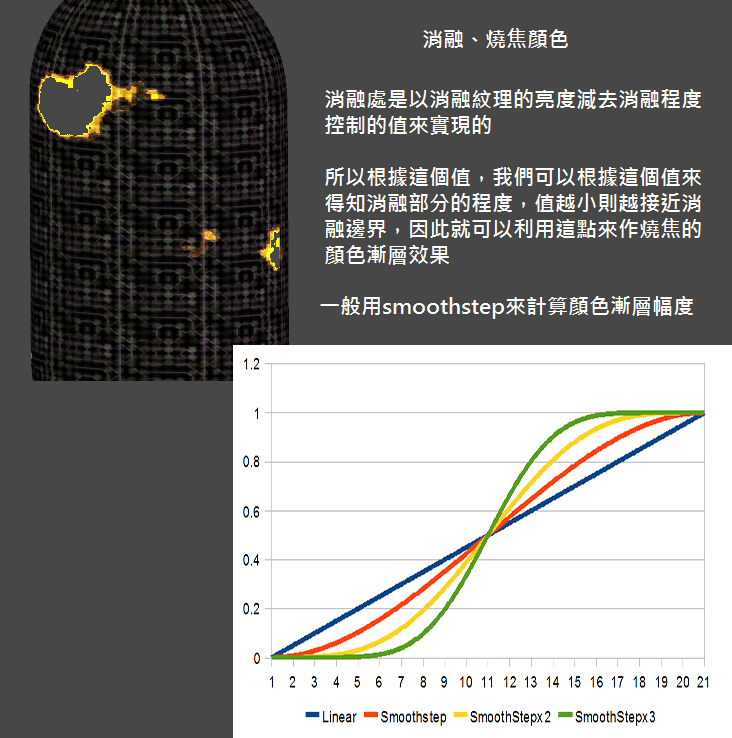 消融、燒焦顏色
消融處是以消融紋理的亮度減去消融程度
控制的值來實現的
所以根據這個值，我們可以根據這個值來
得知消融部分的程度，值越小則越接近消
融邊界，因此就可以利用這點來作燒焦的
顏色漸層效果
一般用smoothstep來計算顏色漸層幅度
1.2
1
0.8
0.6
0.4
0.2
0
1 2 3 4 5 6 7 8 9 10 11 12 13 14 15 16 17 18 19 20 21
Linear Smoothstep SmoothStepx2 SmoothStepx3